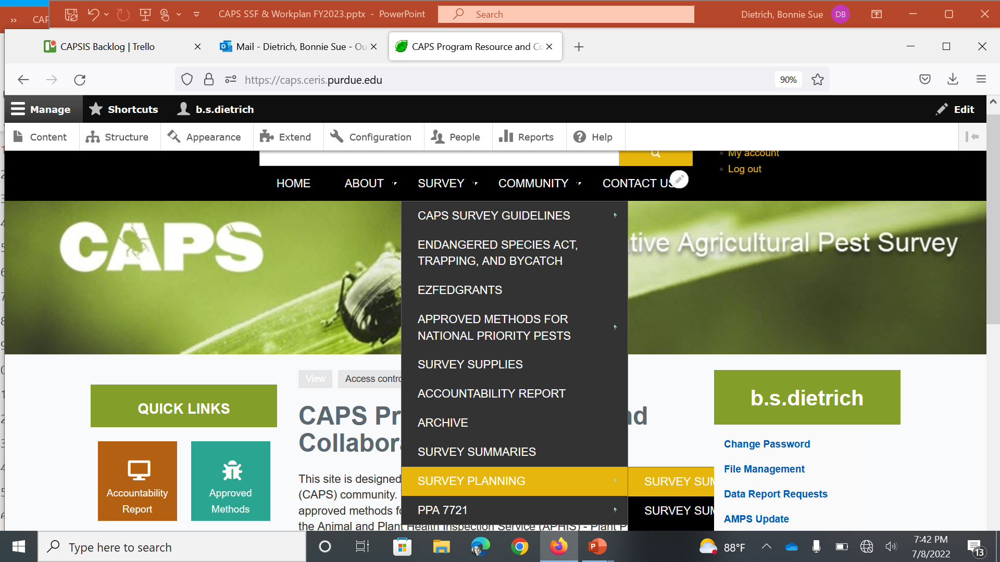 CAPS SSF & Workplan FY2023.pptx - PowerPoint
Search
Dietrich, Bonnie Sue
DB
CAPSIS Backlog | Trello
Mail - Dietrich, Bonnie Sue - Ou
CAPS Program Resource and Co
https://caps.ceris.purdue.edu
90%
Manage
Shortcuts
b.s.dietrich
Edit
Content
Structure
Appearance
Extend
Configuration
People
Reports
Help
My account
Log out
HOME
ABOUT
SURVEY
COMMUNITY
CONTACT US
CAPS
tive Agricultural Pest Survey
CAPS SURVEY GUIDELINES
ENDANGERED SPECIES ACT,
TRAPPING, AND BYCATCH
EZFEDGRANTS
APPROVED METHODS FOR
NATIONAL PRIORITY PESTS
SURVEY SUPPLIES
ACCOUNTABILITY REPORT
ARCHIVE
SURVEY SUMMARIES
SURVEY PLANNING
PPA 7721
SURVEY SUM
SURVEY SUM
View
Access contro
QUICK LINKS
Accountability
Report
Approved
Methods
CAPS Pr
nd
Collabor
This site is designed
(CAPS) community.
approved methods fo
the Animal and Plant Health Inspection Service (APHIS) - Plant P
b.s.dietrich
Change Password
File Management
Data Report Requests
AMPS Update
Type here to search
88°F
7:42 PM
7/8/2022
13